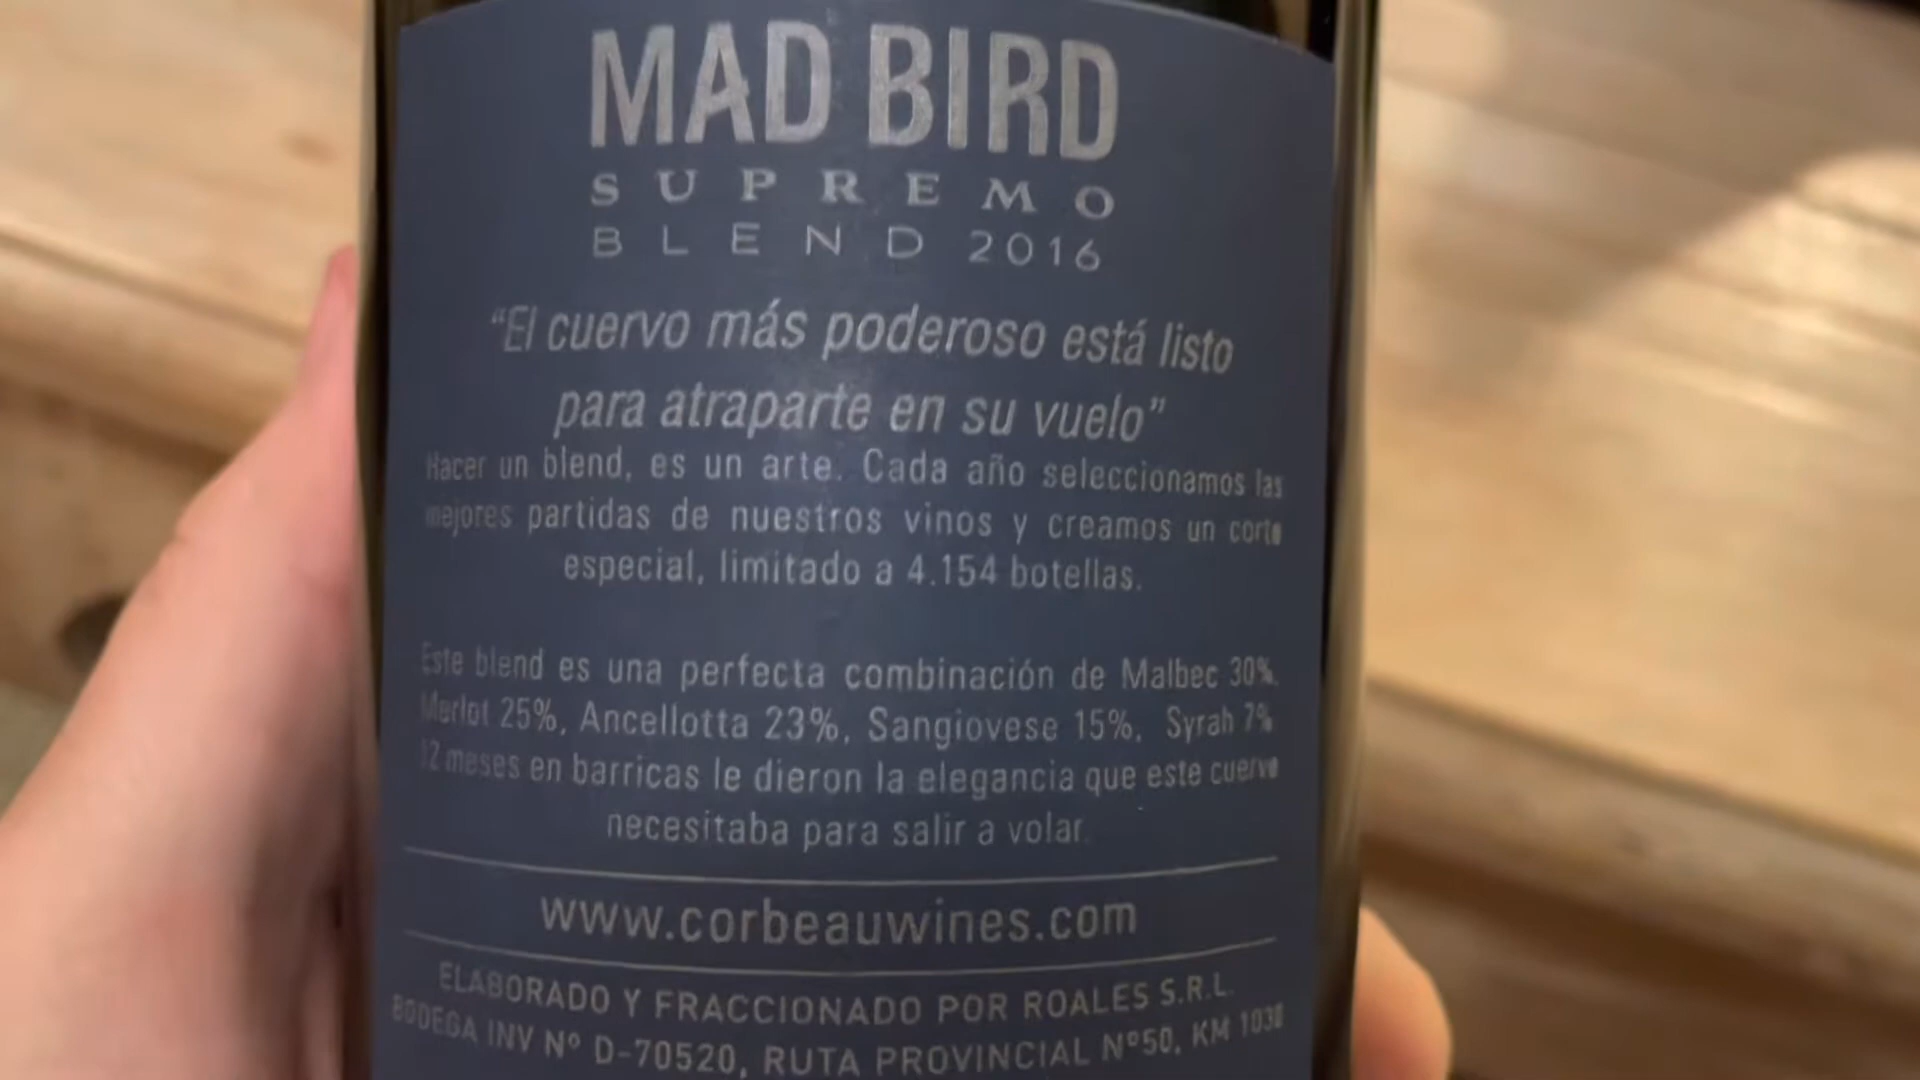 MAD BIRD
SUPREMO
BLEND 2016
“El cuervo más poderoso está listo
para atraparte en su vuelo”
Hacer un blend, es un arte. Cada año seleccionamos las
mejores partidas de nuestros vinos y creamos un corte
especial, limitado a 4.154 botellas.
Este blend es una perfecta combinación de Malbec 30%,
Merlot 25%, Ancellotta 23%, Sangiovese 15%, Syrah 7%
12 meses en barricas le dieron la elegancia que este cuervo
necesitaba para salir a volar.
www.corbeauwines.com
ELABORADO Y FRACCIONADO POR ROALES S.R.L.
BODEGA INV Nº D-70520, RUTA PROVINCIAL Nº50, KM